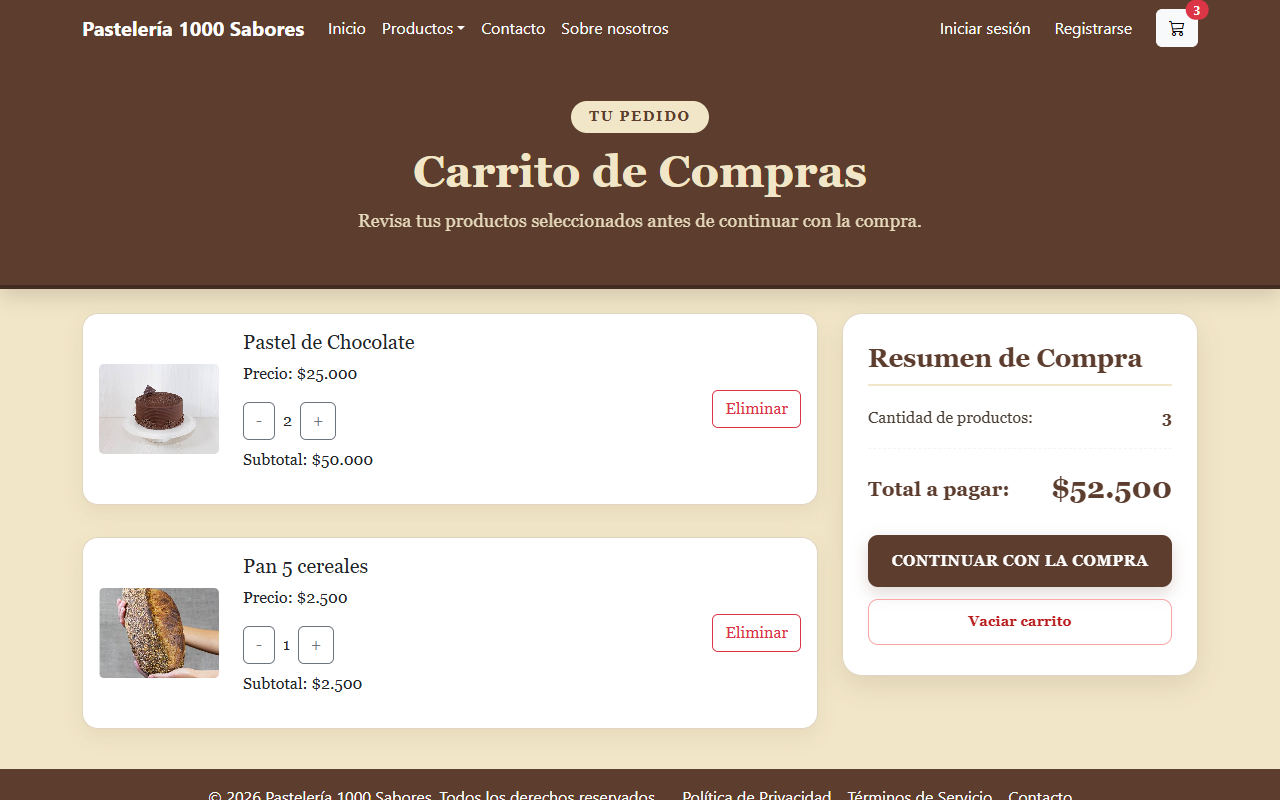 Pastelería 1000 Sabores Inicio Productos Contacto Sobre nosotros Iniciar sesión Registrarse 3
TU PEDIDO
Carrito de Compras
Revisa tus productos seleccionados antes de continuar con la compra.
Pastel de Chocolate
Precio: $25.000
- 2 +
Subtotal: $50.000
Eliminar
Pan 5 cereales
Precio: $2.500
- 1 +
Subtotal: $2.500
Eliminar
Resumen de Compra
Cantidad de productos: 3
Total a pagar: $52.500
CONTINUAR CON LA COMPRA
Vaciar carrito
© 2026 Pastelería 1000 Sabores. Todos los derechos reservados. Política de Privacidad Términos de Servicio Contacto